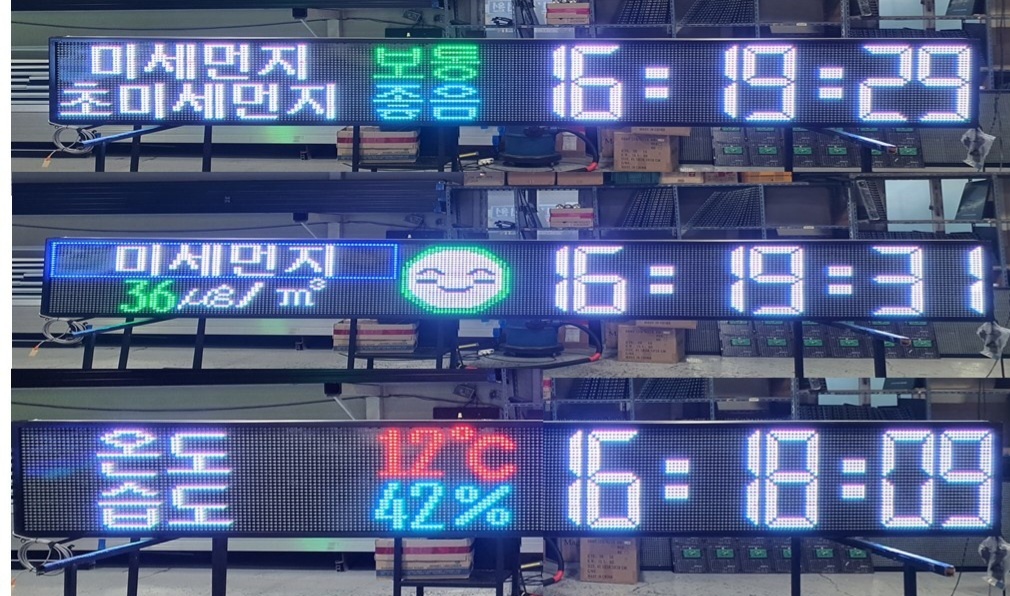 미세먼지 보통 16:19:29
초미세먼지 좋음
미세먼지 16:19:31
36㎍/㎥
온도 12℃ 16:18:09
습도 42%